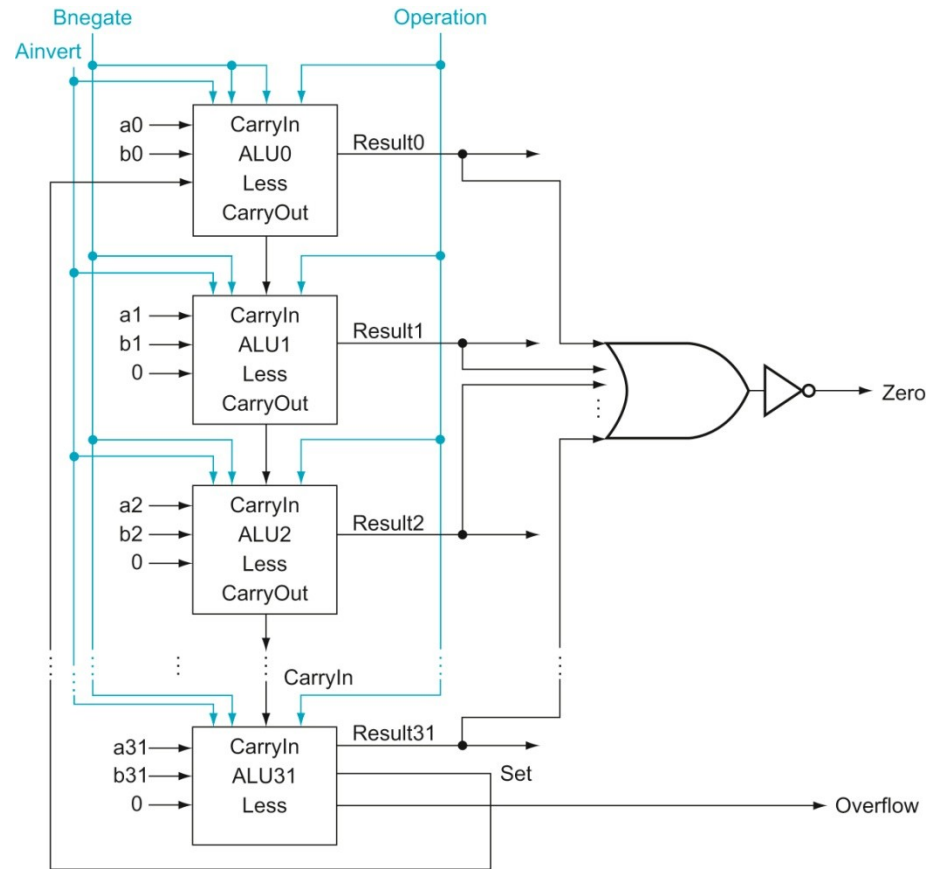 Bnegate
Operation
Ainvert
a0
b0
CarryIn
ALU0
Less
CarryOut
Result0
a1
b1
0
CarryIn
ALU1
Less
CarryOut
Result1
Zero
a2
b2
0
CarryIn
ALU2
Less
CarryOut
Result2
CarryIn
a31
b31
0
CarryIn
ALU31
Less
Result31
Set
Overflow